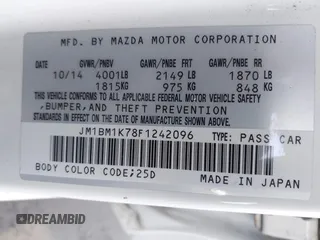 MFD. BY MAZDA MOTOR CORPORATION
10/14 GVWR/PNBV GAWR/PNBE FRT GAWR/PNBE RR
4001LB 2149 LB 1870 LB
1815KG 975 KG 848 KG
THIS VEHICLE CONFORMS TO ALL APPLICABLE
FEDERAL MOTOR VEHICLE SAFETY,
BUMPER, AND THEFT PREVENTION
STANDARDS IN EFFECT ON THE DATE OF
MANUFACTURE SHOWN ABOVE.
JM1BM1K78F1242096 TYPE: PASS CAR
BODY COLOR CODE;25D MADE IN JAPAN
DREAMBID